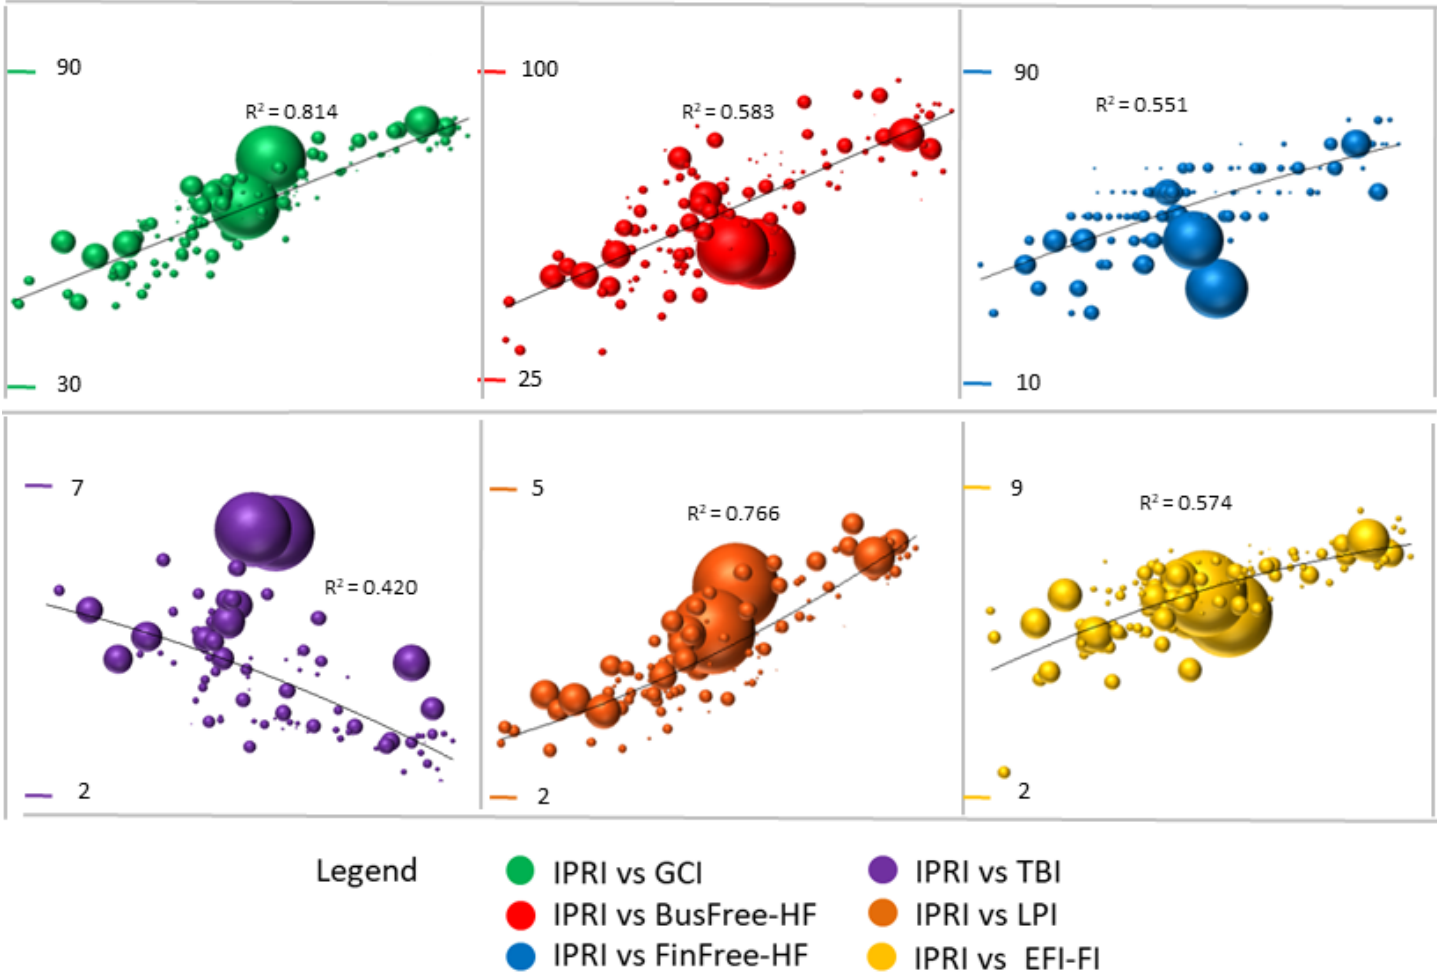 90
R² = 0.814
30
100
R² = 0.583
25
90
R² = 0.551
10
7
R² = 0.420
2
5
R² = 0.766
2
9
R² = 0.574
2
Legend
IPRI vs GCI
IPRI vs TBI
IPRI vs BusFree-HF
IPRI vs LPI
IPRI vs FinFree-HF
IPRI vs EFI-FI